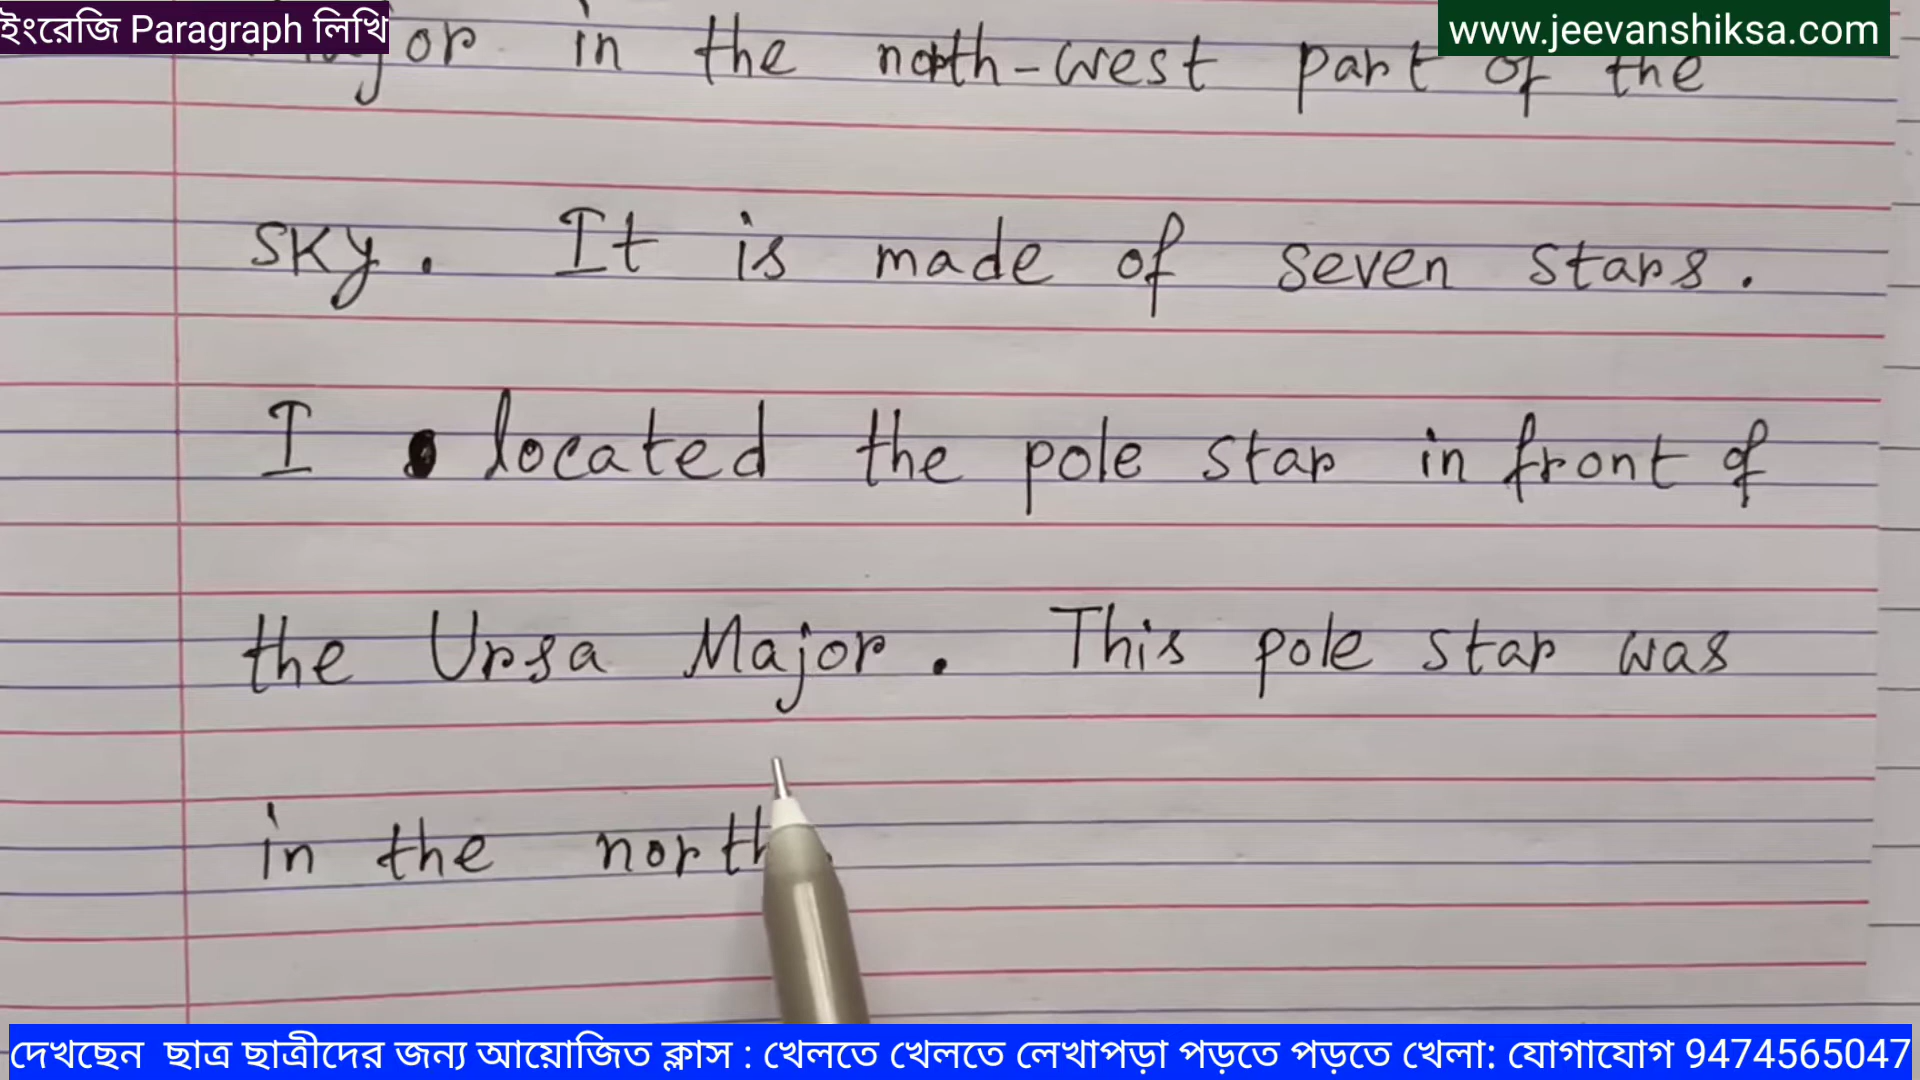 ইংরেজি Paragraph লিখি
www.jeevanshiksa.com
Major in the north-west part of the
sky. It is made of seven stars.
I located the pole star in front of
the Ursa Major. This pole star was
in the north.
দেখছেন ছাত্র ছাত্রীদের জন্য আয়োজিত ক্লাস : খেলতে খেলতে লেখাপড়া পড়তে পড়তে খেলা: যোগাযোগ 9474565047